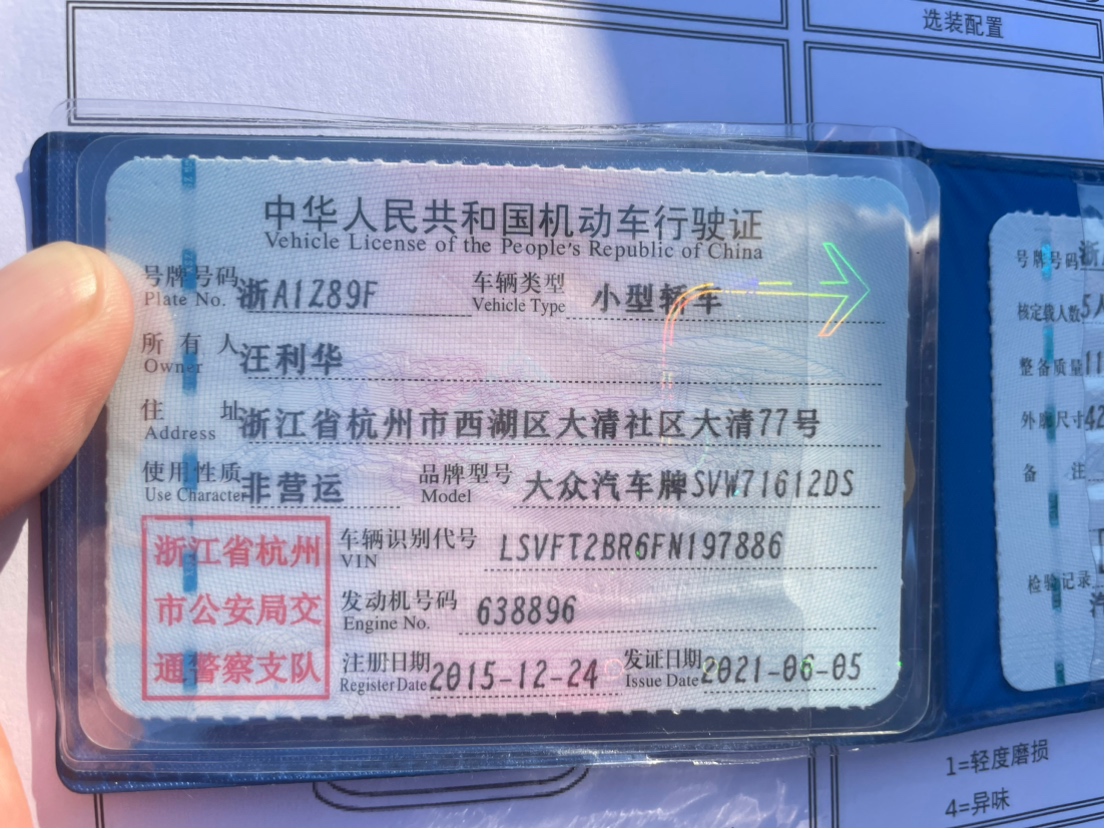 选装配置
中华人民共和国机动车行驶证
Vehicle License of the People's Republic of China
号牌号码 浙A1Z89F 车辆类型 小型轿车
Plate No. Vehicle Type
所有人 汪利华
Owner
住址 浙江省杭州市西湖区大清社区大清77号
Address
使用性质 非营运 品牌型号 大众汽车牌SVW71612DS
Use Character Model
浙江省杭州
市公安局交
通警察支队
车辆识别代号 LSVFT2BR6FN197886
VIN
发动机号码 638896
Engine No.
注册日期 2015-12-24 发证日期 2021-06-05
Register Date Issue Date
号牌号码 浙
核定载人数 5人
整备质量 11
外廓尺寸 42
备注
检验记录
1=轻度磨损
4=异味